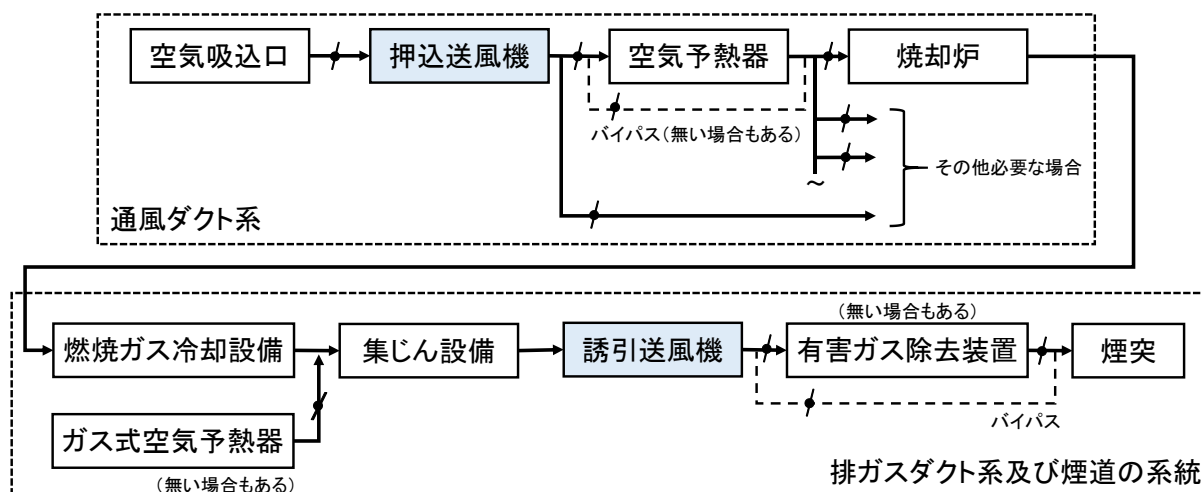 空気吸込口
押込送風機
空気予熱器
焼却炉
バイパス(無い場合もある)
その他必要な場合
~
通風ダクト系
(無い場合もある)
燃焼ガス冷却設備
集じん設備
誘引送風機
有害ガス除去装置
煙突
バイパス
ガス式空気予熱器
(無い場合もある)
排ガスダクト系及び煙道の系統